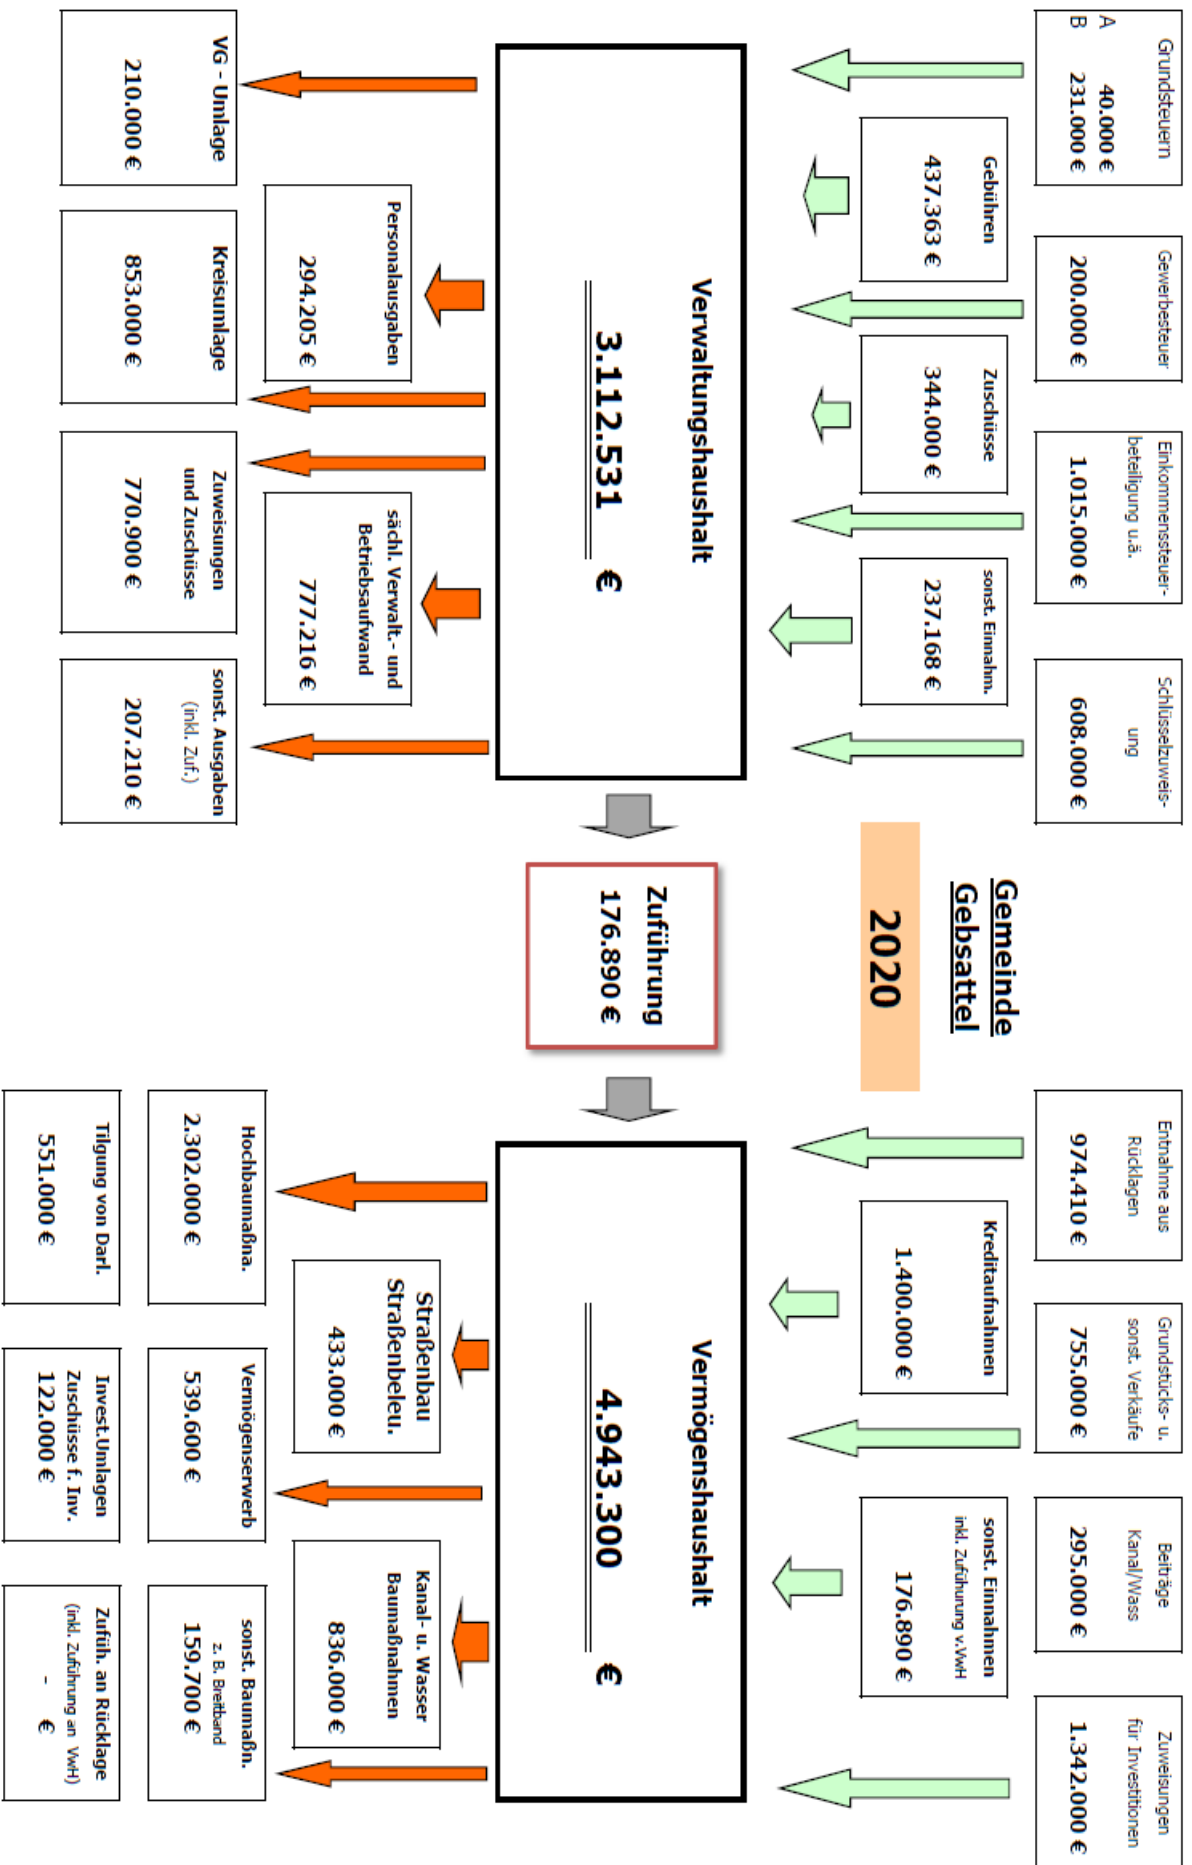 Grundsteuern
A 40.000 €
B 231.000 €
Gewerbesteuer
200.000 €
Einkommenssteuer-
beteiligung u.ä.
1.015.000 €
Schlüsselzuweis-
ung
608.000 €
Gebühren
437.363 €
Zuschüsse
344.000 €
sonst. Einnahm.
237.168 €
Verwaltungshaushalt
3.112.531 €
Personalausgaben
294.205 €
sächl. Verwalt.- und
Betriebsaufwand
777.216 €
VG - Umlage
210.000 €
Kreisumlage
853.000 €
Zuweisungen
und Zuschüsse
770.900 €
sonst. Ausgaben
(inkl. Zuf.)
207.210 €
Gemeinde
Gebsattel
2020
Zuführung
176.890 €
Entnahme aus
Rücklagen
974.410 €
Grundstücks- u.
sonst. Verkäufe
755.000 €
Beiträge
Kanal/Wass
295.000 €
Zuweisungen
für Investitionen
1.342.000 €
Kreditaufnahmen
1.400.000 €
sonst. Einnahmen
inkl. Zufühurung v.VwH
176.890 €
Vermögenshaushalt
4.943.300 €
Straßenbau
Straßenbeleu.
433.000 €
Kanal- u. Wasser
Baumaßnahmen
836.000 €
Hochbaumaßna.
2.302.000 €
Vermögenserwerb
539.600 €
sonst. Baumaßn.
z. B. Breitband
159.700 €
Tilgung von Darl.
551.000 €
Invest.Umlagen
Zuschüsse f. Inv.
122.000 €
Zuführ. an Rücklage
(inkl. Zuführung an VwH)
- €